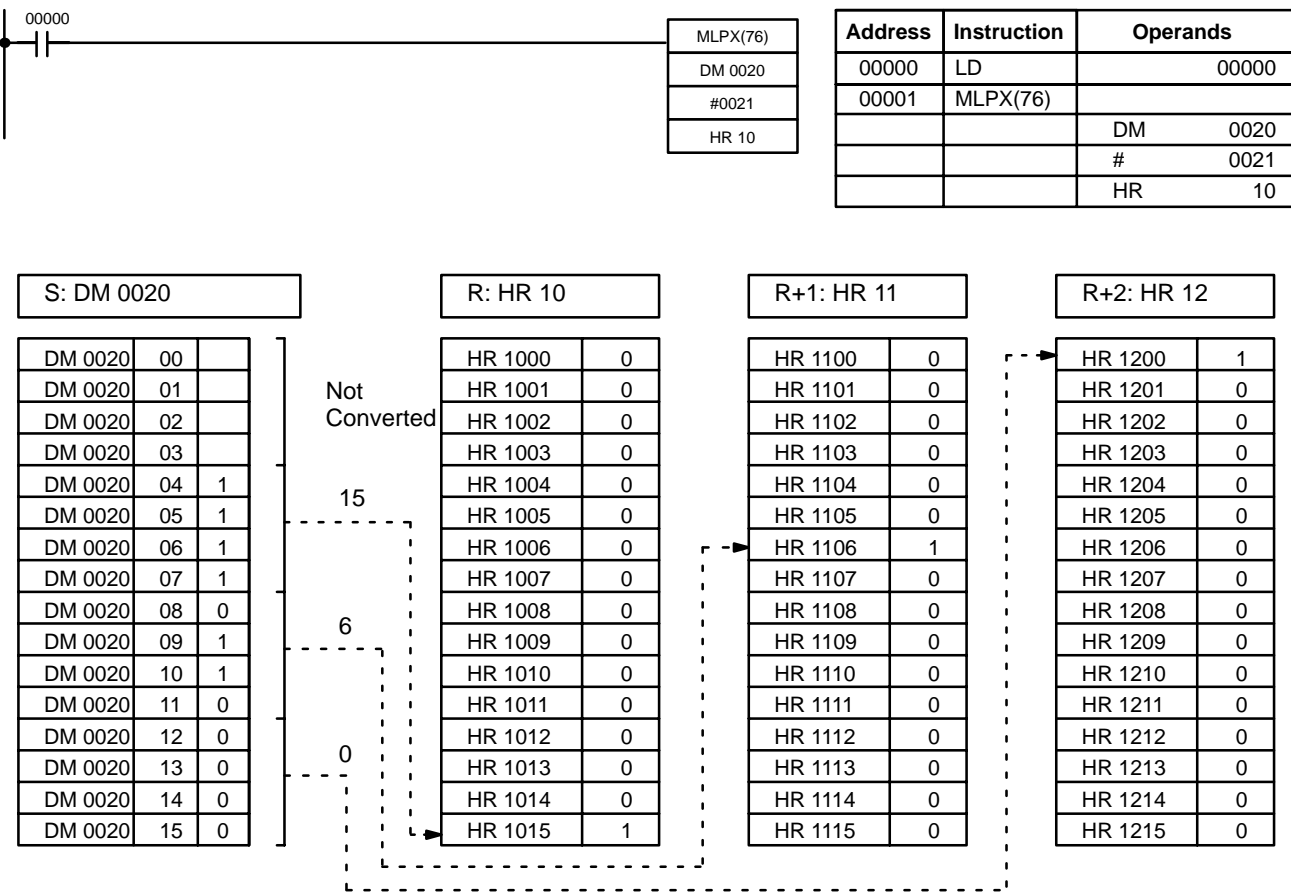 00000
MLPX(76)
DM 0020
#0021
HR 10
Address Instruction Operands
00000 LD 00000
00001 MLPX(76)
DM 0020
# 0021
HR 10
S: DM 0020 R: HR 10 R+1: HR 11 R+2: HR 12
DM 0020 00 HR 1000 0 HR 1100 0 HR 1200 1
DM 0020 01 Not HR 1001 0 HR 1101 0 HR 1201 0
DM 0020 02 Converted HR 1002 0 HR 1102 0 HR 1202 0
DM 0020 03 HR 1003 0 HR 1103 0 HR 1203 0
DM 0020 04 1 15 HR 1004 0 HR 1104 0 HR 1204 0
DM 0020 05 1 HR 1005 0 HR 1105 0 HR 1205 0
DM 0020 06 1 HR 1006 0 HR 1106 1 HR 1206 0
DM 0020 07 1 HR 1007 0 HR 1107 0 HR 1207 0
DM 0020 08 0 HR 1008 0 HR 1108 0 HR 1208 0
DM 0020 09 1 6 HR 1009 0 HR 1109 0 HR 1209 0
DM 0020 10 1 HR 1010 0 HR 1110 0 HR 1210 0
DM 0020 11 0 HR 1011 0 HR 1111 0 HR 1211 0
DM 0020 12 0 HR 1012 0 HR 1112 0 HR 1212 0
DM 0020 13 0 0 HR 1013 0 HR 1113 0 HR 1213 0
DM 0020 14 0 HR 1014 0 HR 1114 0 HR 1214 0
DM 0020 15 0 HR 1015 1 HR 1115 0 HR 1215 0